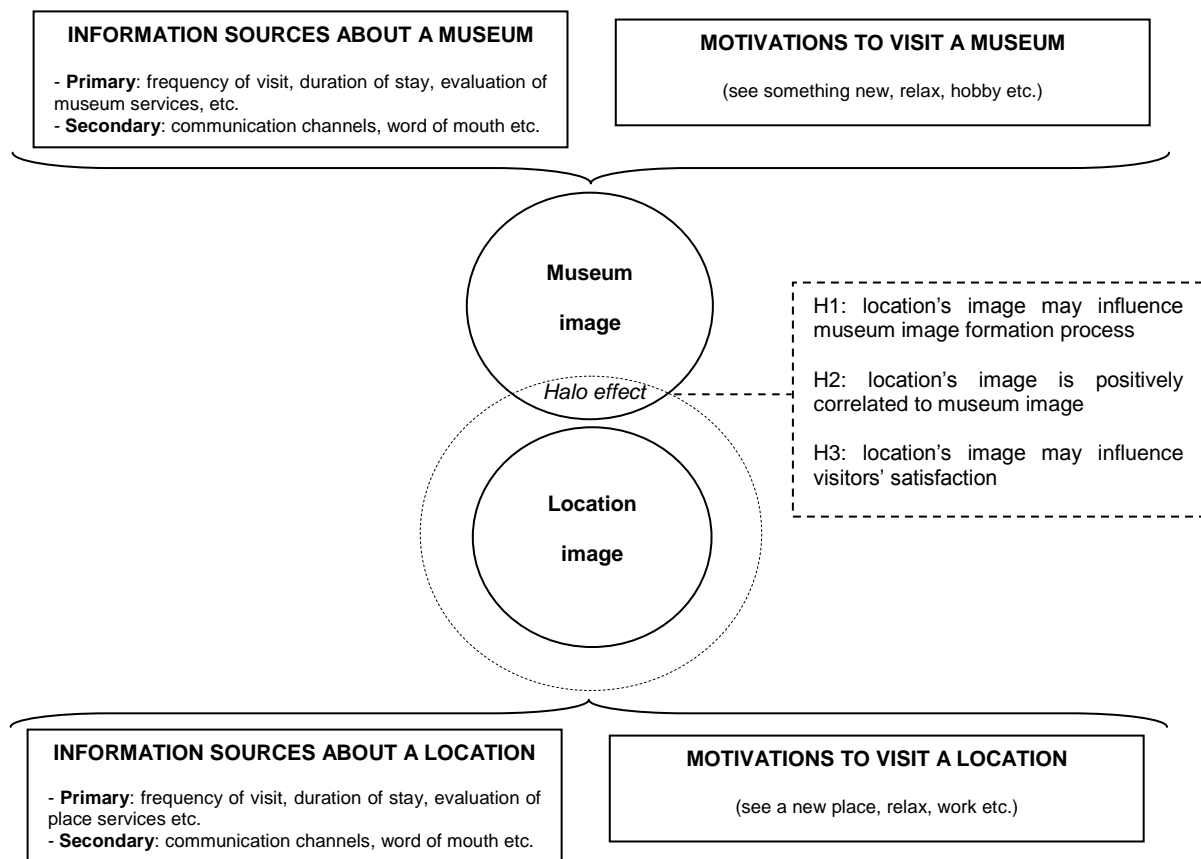 INFORMATION SOURCES ABOUT A MUSEUM
- Primary: frequency of visit, duration of stay, evaluation of
museum services, etc.
- Secondary: communication channels, word of mouth etc.
MOTIVATIONS TO VISIT A MUSEUM
(see something new, relax, hobby etc.)
Museum
image
Halo effect
H1: location's image may influence
museum image formation process
H2: location's image is positively
correlated to museum image
H3: location's image may influence
visitors' satisfaction
Location
image
INFORMATION SOURCES ABOUT A LOCATION
- Primary: frequency of visit, duration of stay, evaluation of
place services etc.
- Secondary: communication channels, word of mouth etc.
MOTIVATIONS TO VISIT A LOCATION
(see a new place, relax, work etc.)